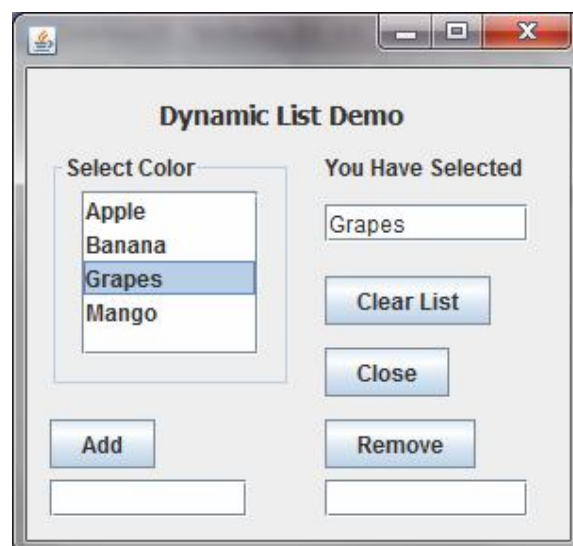 Dynamic List Demo
Select Color
Apple
Banana
Grapes
Mango
You Have Selected
Grapes
Clear List
Close
Add
Remove